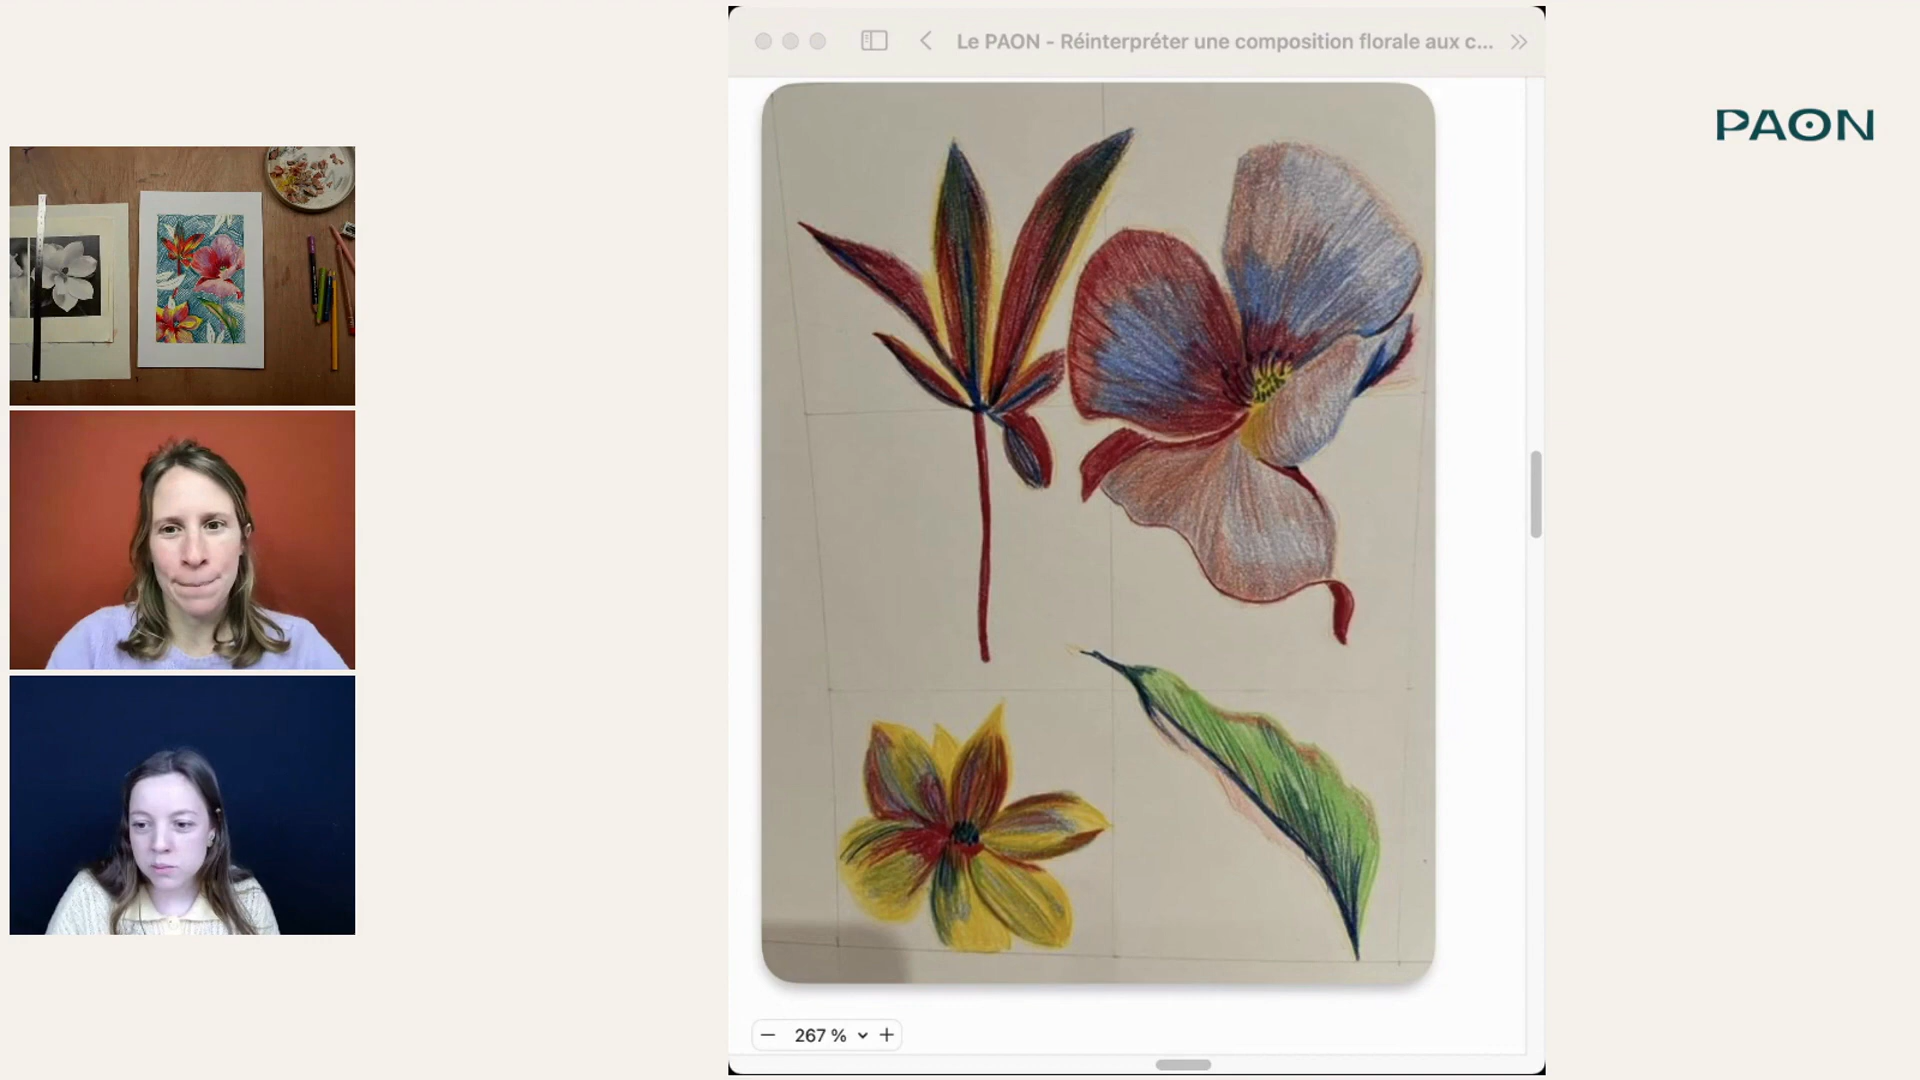 Le PAON - Réinterpréter une composition florale aux c...
PAON
267 %